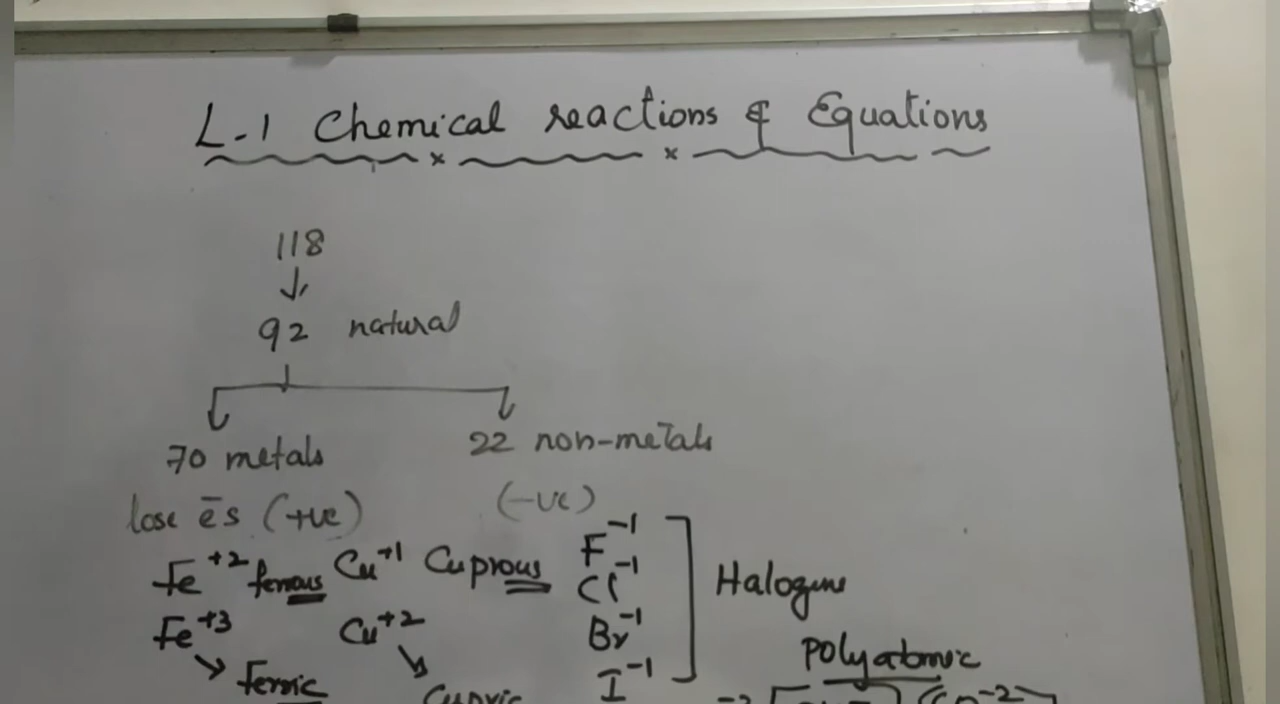 L-1 Chemical reactions & Equations
118
92 natural
70 metals
22 non-metals
lose ēs (+ve)
(-ve)
Fe⁺² ferrous Cu⁺¹ Cuprous
Fe⁺³ Cu⁺²
Ferric Cupric
F⁻¹
Cl⁻¹
Br⁻¹
I⁻¹
Halogens
Polyatomic